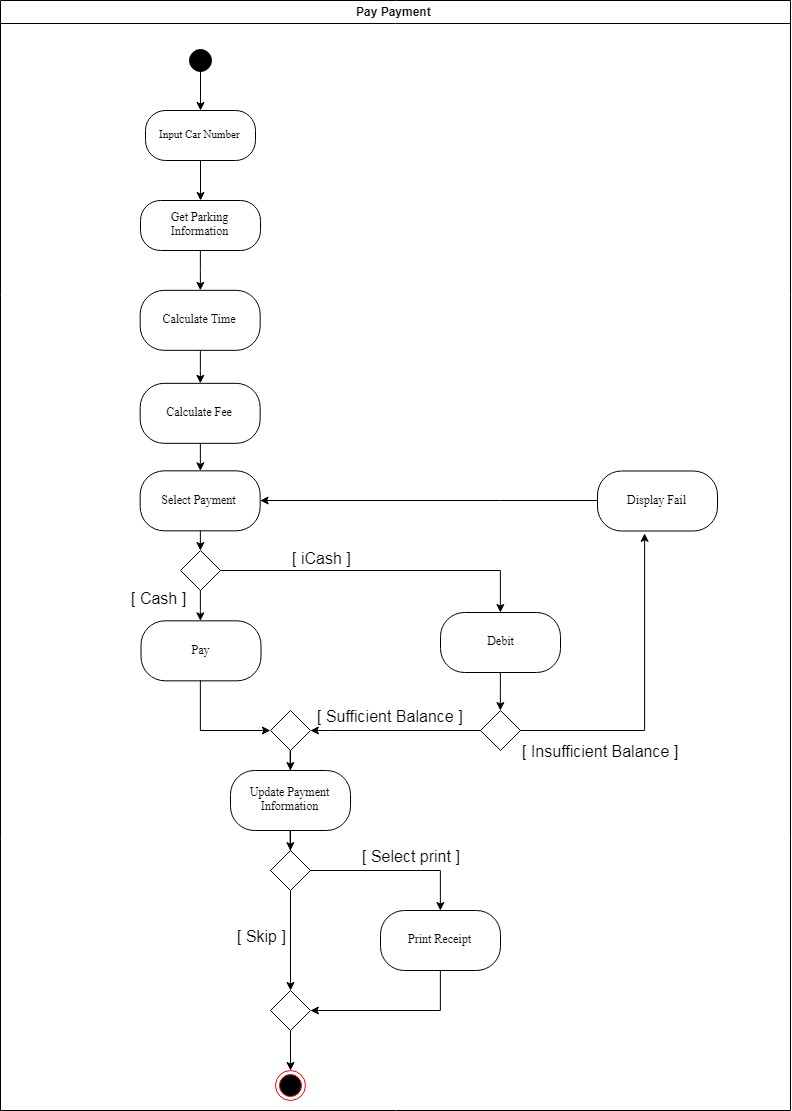 Pay Payment
Input Car Number
Get Parking
Information
Calculate Time
Calculate Fee
Select Payment
Display Fail
[ iCash ]
[ Cash ]
Pay
Debit
[ Sufficient Balance ]
[ Insufficient Balance ]
Update Payment
Information
[ Select print ]
[ Skip ]
Print Receipt